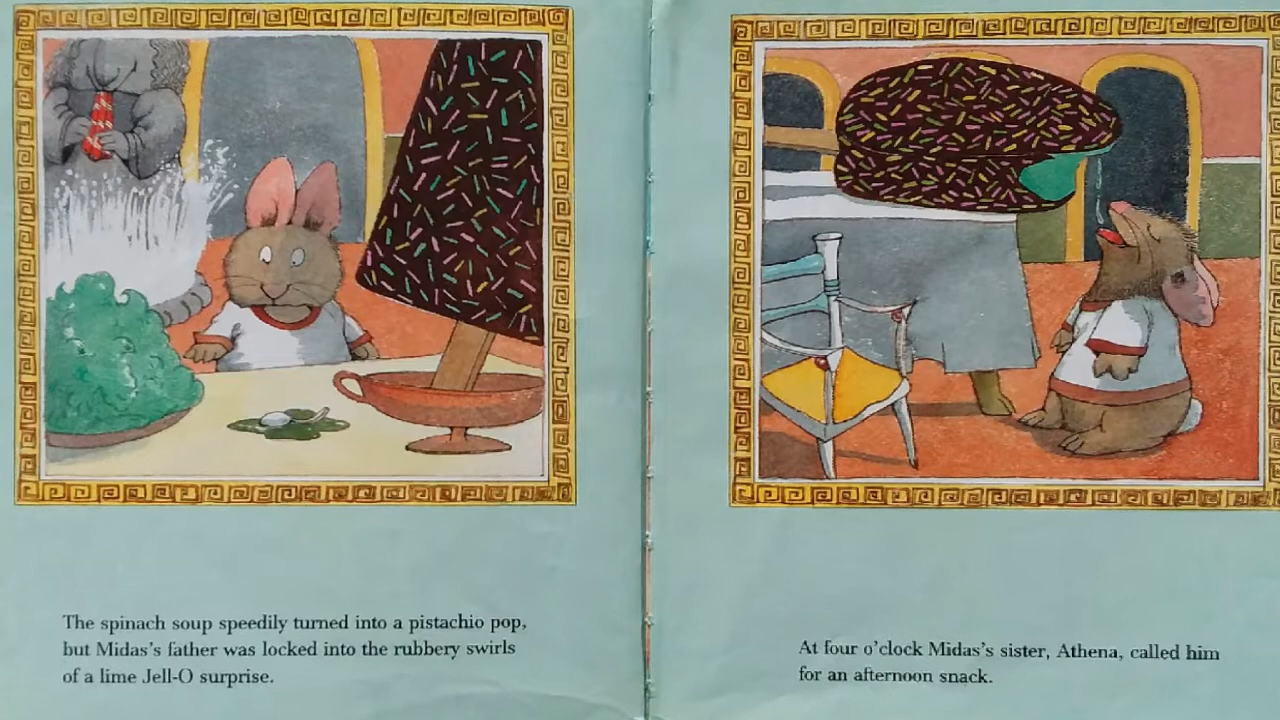 The spinach soup speedily turned into a pistachio pop,
but Midas's father was locked into the rubbery swirls
of a lime Jell-O surprise.
At four o'clock Midas's sister, Athena, called him
for an afternoon snack.